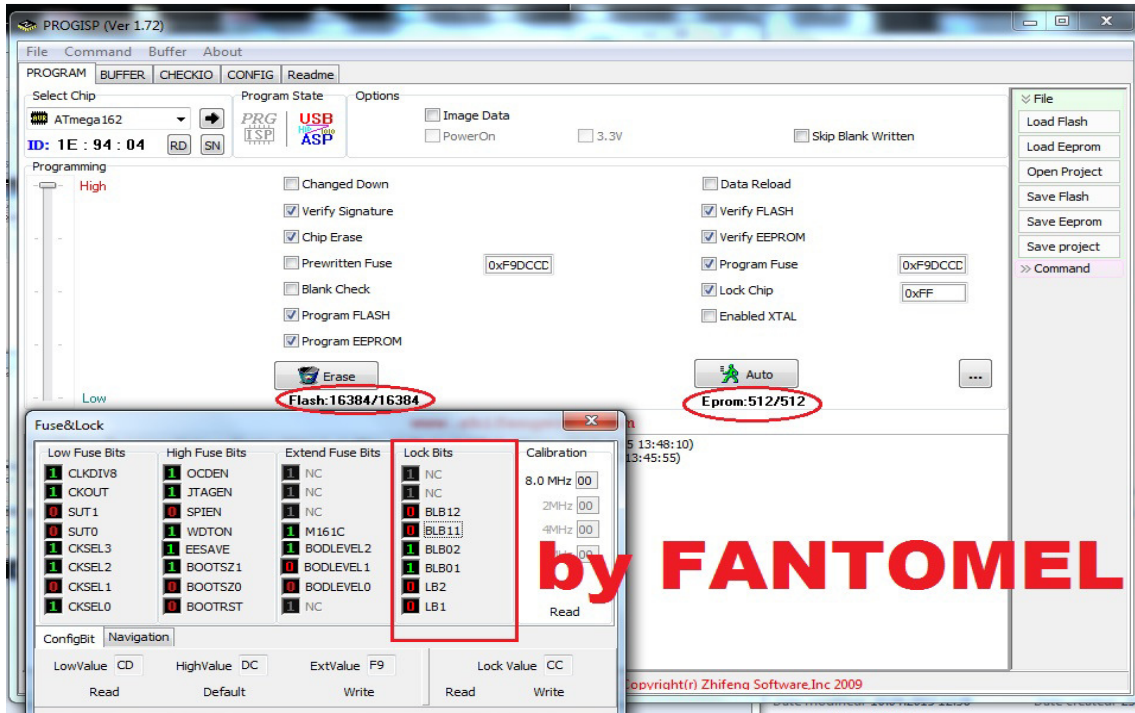 PROGISP (Ver 1.72)
File Command Buffer About
PROGRAM BUFFER CHECKIO CONFIG Readme
Select Chip Program State Options
ATmega162
PRG ISP
USB ASP
Image Data
PowerOn 3.3V Skip Blank Written
ID: 1E : 94 : 04 RD SN
Programming
High
Changed Down Data Reload
Verify Signature Verify FLASH
Chip Erase Verify EEPROM
Prewritten Fuse 0xF9DCCD Program Fuse 0xF9DCCD
Blank Check Lock Chip 0xFF
Program FLASH Enabled XTAL
Program EEPROM
Erase Auto ...
Low Flash:16384/16384 Eprom:512/512
File
Load Flash
Load Eeprom
Open Project
Save Flash
Save Eeprom
Save project
Command
5 13:48:10)
13:45:55)
Fuse&Lock
Low Fuse Bits High Fuse Bits Extend Fuse Bits Lock Bits Calibration
1 CLKDIV8 1 OCDEN 1 NC 1 NC 8.0 MHz 00
1 CKOUT 1 JTAGEN 1 NC 1 NC 2MHz 00
0 SUT1 0 SPIEN 1 NC 0 BLB12
0 SUT0 1 WDTON 1 M161C 0 BLB11 4MHz 00
1 CKSEL3 1 EESAVE 1 BODLEVEL2 1 BLB02 00
1 CKSEL2 1 BOOTSZ1 0 BODLEVEL1 1 BLB01
0 CKSEL1 0 BOOTSZ0 0 BODLEVEL0 0 LB2
1 CKSEL0 0 BOOTRST 1 NC 0 LB1 Read
by FANTOMEL
ConfigBit Navigation
LowValue CD HighValue DC ExtValue F9 Lock Value CC
Read Default Write Read Write
Copyright(r) Zhifeng Software,Inc 2009